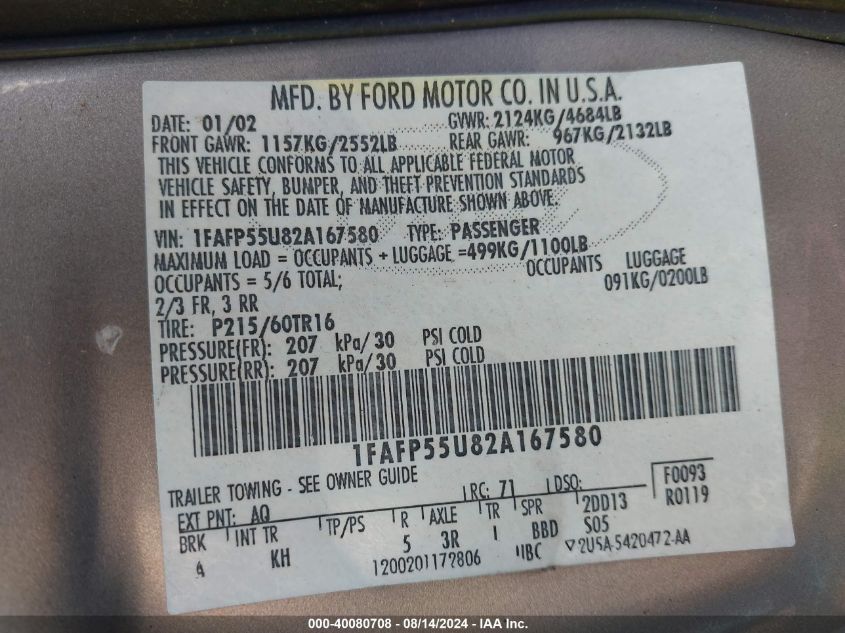 MFD. BY FORD MOTOR CO. IN U.S.A.
DATE: 01/02 GVWR: 2124KG/4684LB
FRONT GAWR: 1157KG/2552LB REAR GAWR: 967KG/2132LB
THIS VEHICLE CONFORMS TO ALL APPLICABLE FEDERAL MOTOR
VEHICLE SAFETY, BUMPER, AND THEFT PREVENTION STANDARDS
IN EFFECT ON THE DATE OF MANUFACTURE SHOWN ABOVE.
VIN: 1FAFP55U82A167580 TYPE: PASSENGER
MAXIMUM LOAD = OCCUPANTS + LUGGAGE =499KG/1100LB
OCCUPANTS = 5/6 TOTAL; OCCUPANTS LUGGAGE
2/3 FR, 3 RR 091KG/0200LB
TIRE: P215/60TR16
PRESSURE(FR): 207 kPa/30 PSI COLD
PRESSURE(RR): 207 kPa/30 PSI COLD
1FAFP55U82A167580
TRAILER TOWING - SEE OWNER GUIDE
EXT PNT: AQ RC: 71 DSO: F0093
BRK INT TR TP/PS R AXLE TR SPR 2DD13 R0119
4 KH 5 3R I BBD S05
1200201172806 IBC ▽2U5A-5420472-AA
000-40080708 - 08/14/2024 - IAA Inc.